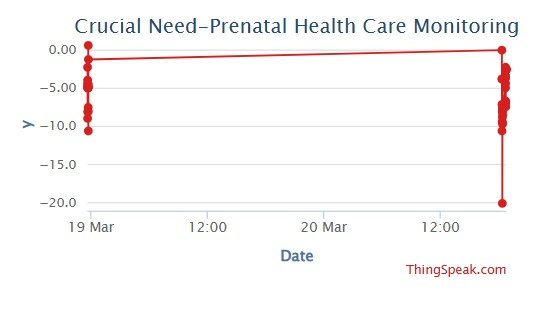 Crucial Need-Prenatal Health Care Monitoring
0.00
-5.00
-10.0
-15.0
-20.0
y
19 Mar 12:00 20 Mar 12:00
Date
ThingSpeak.com